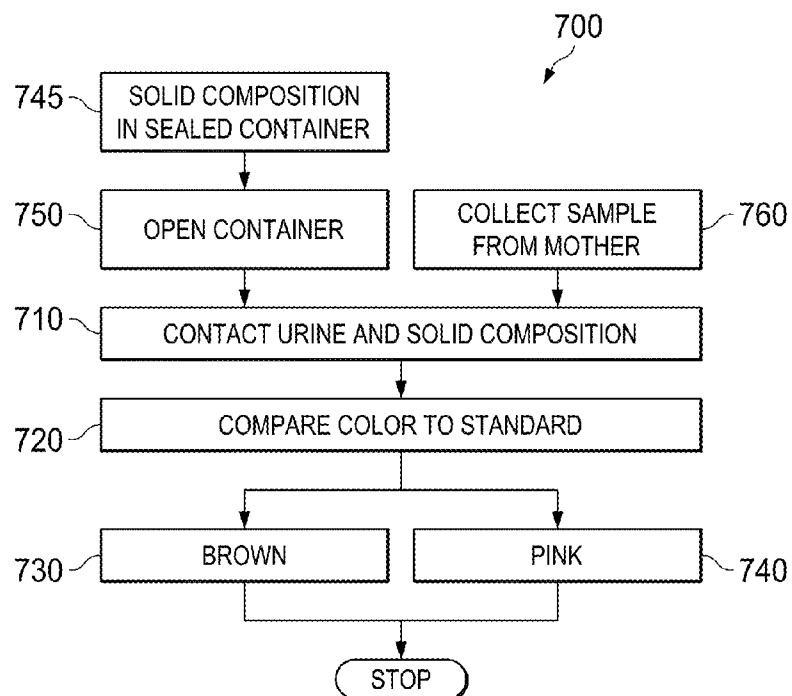 700
745
SOLID COMPOSITION
IN SEALED CONTAINER
750
OPEN CONTAINER
COLLECT SAMPLE
FROM MOTHER
760
710
CONTACT URINE AND SOLID COMPOSITION
720
COMPARE COLOR TO STANDARD
730
BROWN
PINK
740
STOP